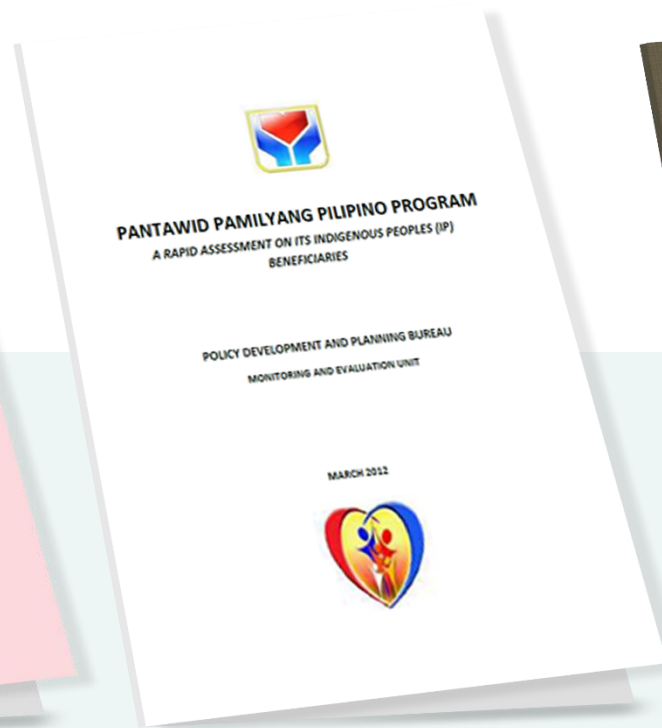 PANTAWID PAMILYANG PILIPINO PROGRAM
A RAPID ASSESSMENT ON ITS INDIGENOUS PEOPLES (IP)
BENEFICIARIES
POLICY DEVELOPMENT AND PLANNING BUREAU
MONITORING AND EVALUATION UNIT
MARCH 2012